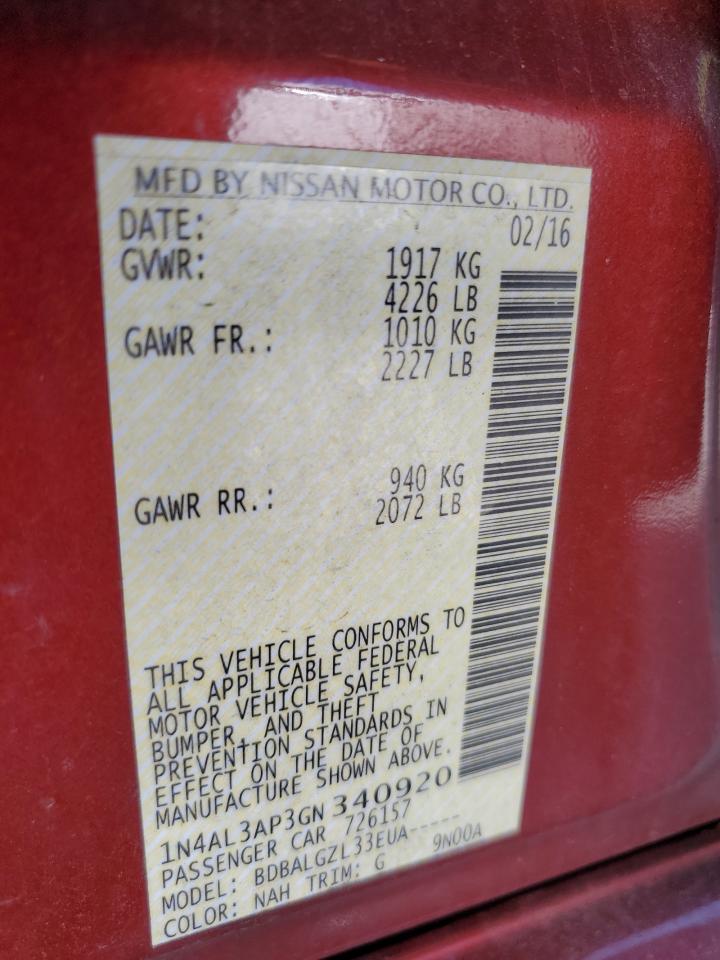 MFD BY NISSAN MOTOR CO., LTD.
DATE: 02/16
GVWR: 1917 KG
4226 LB
GAWR FR.: 1010 KG
2227 LB
GAWR RR.: 940 KG
2072 LB
THIS VEHICLE CONFORMS TO
ALL APPLICABLE FEDERAL
MOTOR VEHICLE SAFETY,
BUMPER, AND THEFT
PREVENTION STANDARDS IN
EFFECT ON THE DATE OF
MANUFACTURE SHOWN ABOVE.
1N4AL3AP3GN340920
PASSENGER CAR 726157
MODEL: BDBALGZL33EUA-----
COLOR: NAH TRIM: G 9N00A